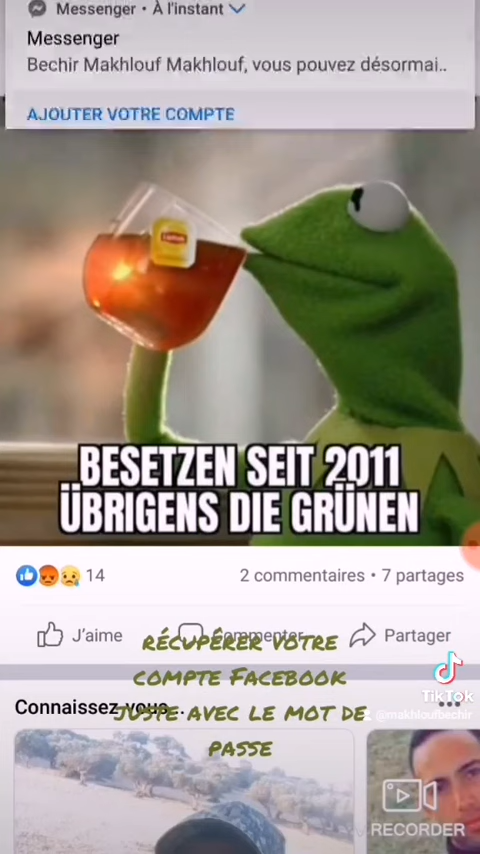 Messenger • À l'instant
Messenger
Bechir Makhlouf Makhlouf, vous pouvez désormai..
AJOUTER VOTRE COMPTE
Lipton
BESETZEN SEIT 2011
ÜBRIGENS DIE GRÜNEN
14
2 commentaires • 7 partages
J'aime
Commenter
Partager
RÉCUPÉRER VOTRE
COMPTE FACEBOOK
JUSTE AVEC LE MOT DE
PASSE
Connaissez-vous...
TikTok
@makhloufbechir
RECORDER